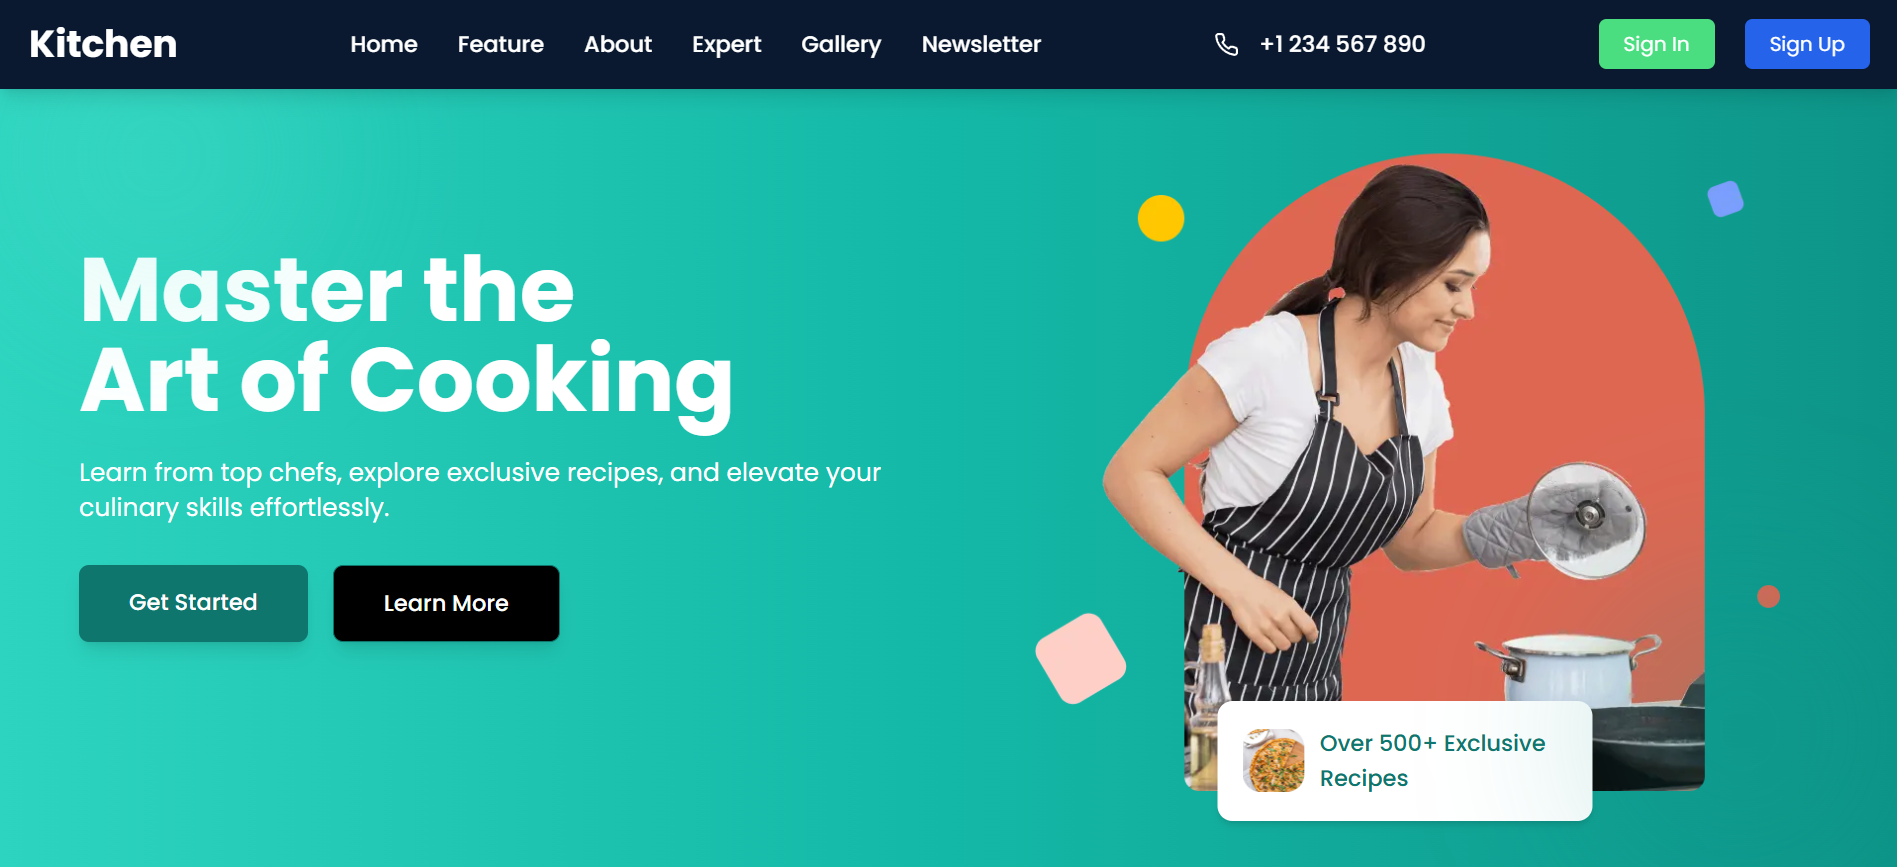 Kitchen
Home
Feature
About
Expert
Gallery
Newsletter
+1 234 567 890
Sign In
Sign Up
Master the
Art of Cooking
Learn from top chefs, explore exclusive recipes, and elevate your
culinary skills effortlessly.
Get Started
Learn More
Over 500+ Exclusive
Recipes